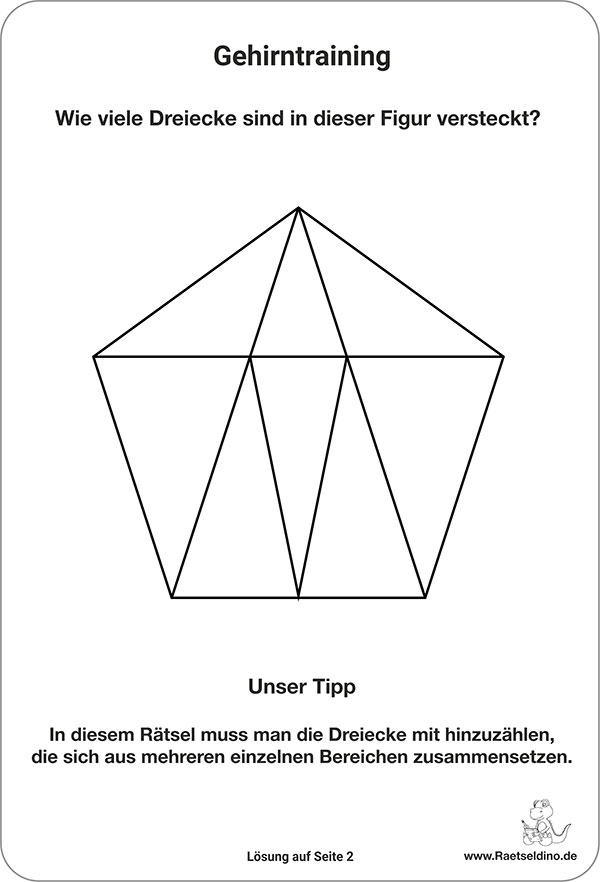 Gehirntraining
Wie viele Dreiecke sind in dieser Figur versteckt?
Unser Tipp
In diesem Rätsel muss man die Dreiecke mit hinzuzählen,
die sich aus mehreren einzelnen Bereichen zusammensetzen.
Lösung auf Seite 2
www.Raetseldino.de